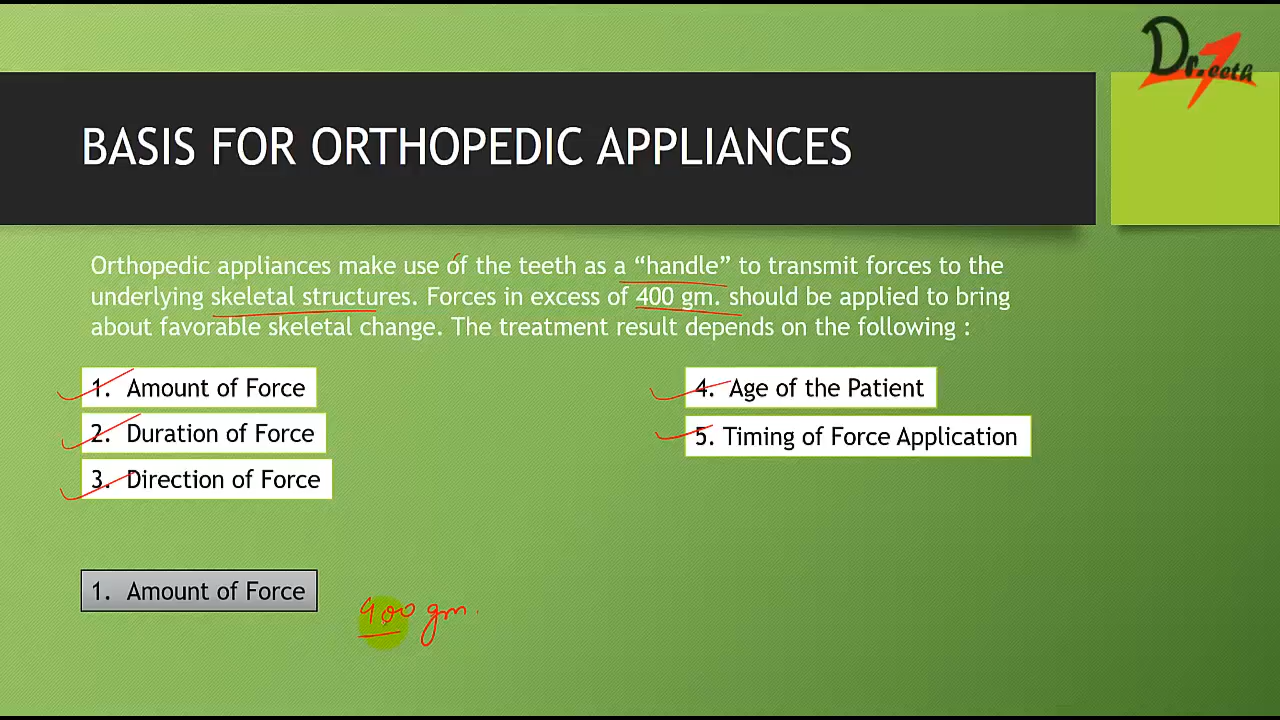 Dr.eeth
BASIS FOR ORTHOPEDIC APPLIANCES
Orthopedic appliances make use of the teeth as a “handle” to transmit forces to the
underlying skeletal structures. Forces in excess of 400 gm. should be applied to bring
about favorable skeletal change. The treatment result depends on the following :
1. Amount of Force
2. Duration of Force
3. Direction of Force
4. Age of the Patient
5. Timing of Force Application
1. Amount of Force
400 gm.